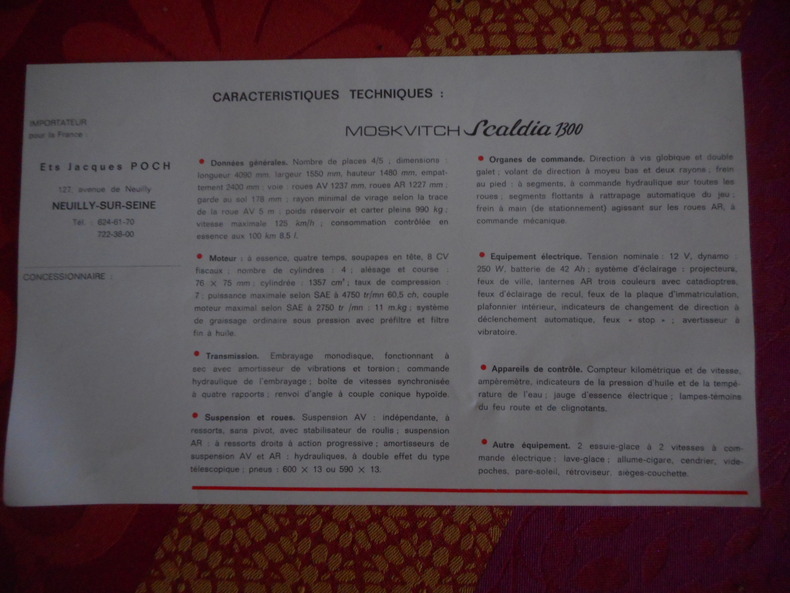 CARACTERISTIQUES TECHNIQUES :
IMPORTATEUR
pour la France :
Ets Jacques POCH
127, avenue de Neuilly
NEUILLY-SUR-SEINE
Tél. : 624-61-70
722-38-00
CONCESSIONNAIRE :
MOSKVITCH Scaldia 1300
• Données générales. Nombre de places 4/5 ; dimensions :
longueur 4090 mm, largeur 1550 mm, hauteur 1480 mm, empat-
tement 2400 mm ; voie : roues AV 1237 mm, roues AR 1227 mm ;
garde au sol 178 mm ; rayon minimal de virage selon la trace
de la roue AV 5 m ; poids réservoir et carter pleins 990 kg ;
vitesse maximale 125 km/h ; consommation contrôlée en
essence aux 100 km 8,5 l.
• Moteur : à essence, quatre temps, soupapes en tête, 8 CV
fiscaux ; nombre de cylindres : 4 ; alésage et course :
76 × 75 mm ; cylindrée : 1357 cm³ ; taux de compression :
7 ; puissance maximale selon SAE à 4750 tr/mn 60,5 ch, couple
moteur maximal selon SAE à 2750 tr /mn : 11 m.kg ; système
de graissage ordinaire sous pression avec préfiltre et filtre
fin à huile.
• Transmission. Embrayage monodisque, fonctionnant à
sec avec amortisseur de vibrations et torsion ; commande
hydraulique de l'embrayage ; boîte de vitesses synchronisée
à quatre rapports ; renvoi d'angle à couple conique hypoïde.
• Suspension et roues. Suspension AV : indépendante, à
ressorts, sans pivot, avec stabilisateur de roulis ; suspension
AR : à ressorts droits à action progressive ; amortisseurs de
suspension AV et AR : hydrauliques, à double effet du type
télescopique ; pneus : 600 × 13 ou 590 × 13.
• Organes de commande. Direction à vis globique et double
galet ; volant de direction à moyeu bas et deux rayons ; frein
au pied : à segments, à commande hydraulique sur toutes les
roues ; segments flottants à rattrapage automatique du jeu ;
frein à main (de stationnement) agissant sur les roues AR, à
commande mécanique.
• Equipement électrique. Tension nominale : 12 V, dynamo :
250 W, batterie de 42 Ah ; système d'éclairage : projecteurs,
feux de ville, lanternes AR trois couleurs avec catadioptres,
feux d'éclairage de recul, feux de la plaque d'immatriculation,
plafonnier intérieur, indicateurs de changement de direction à
déclenchement automatique, feux « stop » ; avertisseur à
vibratoire.
• Appareils de contrôle. Compteur kilométrique et de vitesse,
ampèremètre, indicateurs de la pression d'huile et de la tempé-
rature de l'eau ; jauge d'essence électrique ; lampes-témoins
du feu route et de clignotants.
• Autre équipement. 2 essuie-glace à 2 vitesses à com-
mande électrique ; lave-glace ; allume-cigare, cendrier, vide-
poches, pare-soleil, rétroviseur, sièges-couchette.